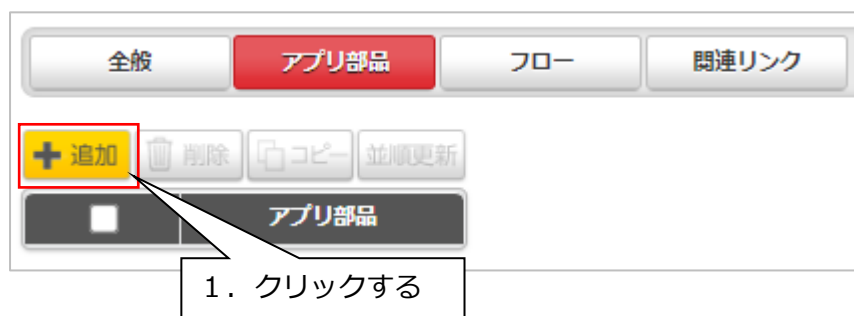 全般 アプリ部品 フロー 関連リンク
追加 削除 コピー 並順更新
アプリ部品
１．クリックする